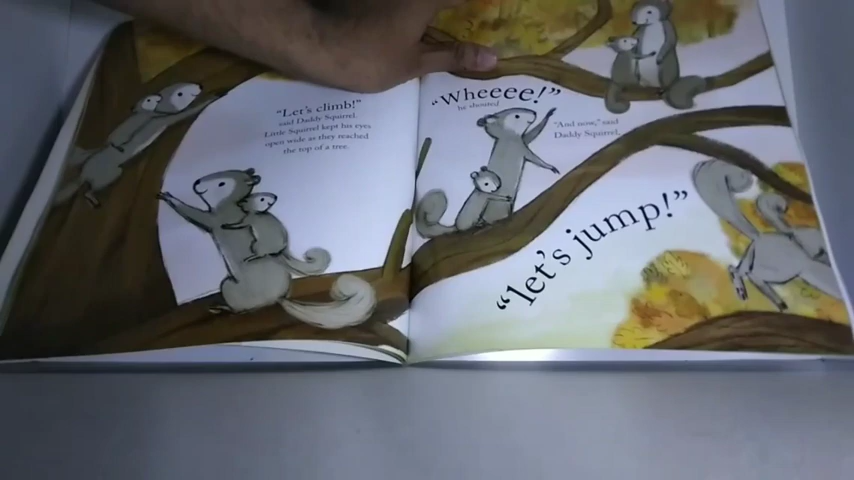 “Let’s climb!”
said Daddy Squirrel.
Little Squirrel kept his eyes
open wide as they reached
the top of a tree.
“Wheeeee!”
he shouted
“And now,” said
Daddy Squirrel,
“let’s jump!”